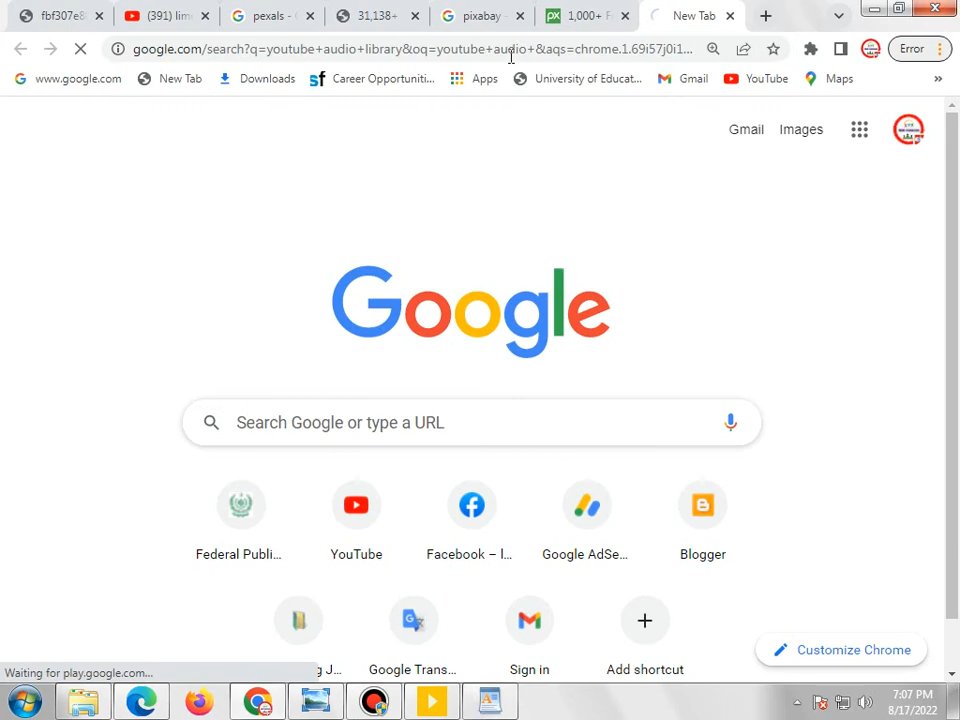 fbf307e8
(391) lim
pexals -
31,138+
pixabay -
1,000+ F
New Tab
google.com/search?q=youtube+audio+library&oq=youtube+audio+&aqs=chrome.1.69i57j0i1...
Error
www.google.com
New Tab
Downloads
Career Opportuniti...
Apps
University of Educat...
Gmail
YouTube
Maps
»
Gmail
Images
Google
Search Google or type a URL
Federal Publi...
YouTube
Facebook – l...
Google AdSe...
Blogger
g J...
Google Trans...
Sign in
Add shortcut
Customize Chrome
Waiting for play.google.com...
7:07 PM
8/17/2022